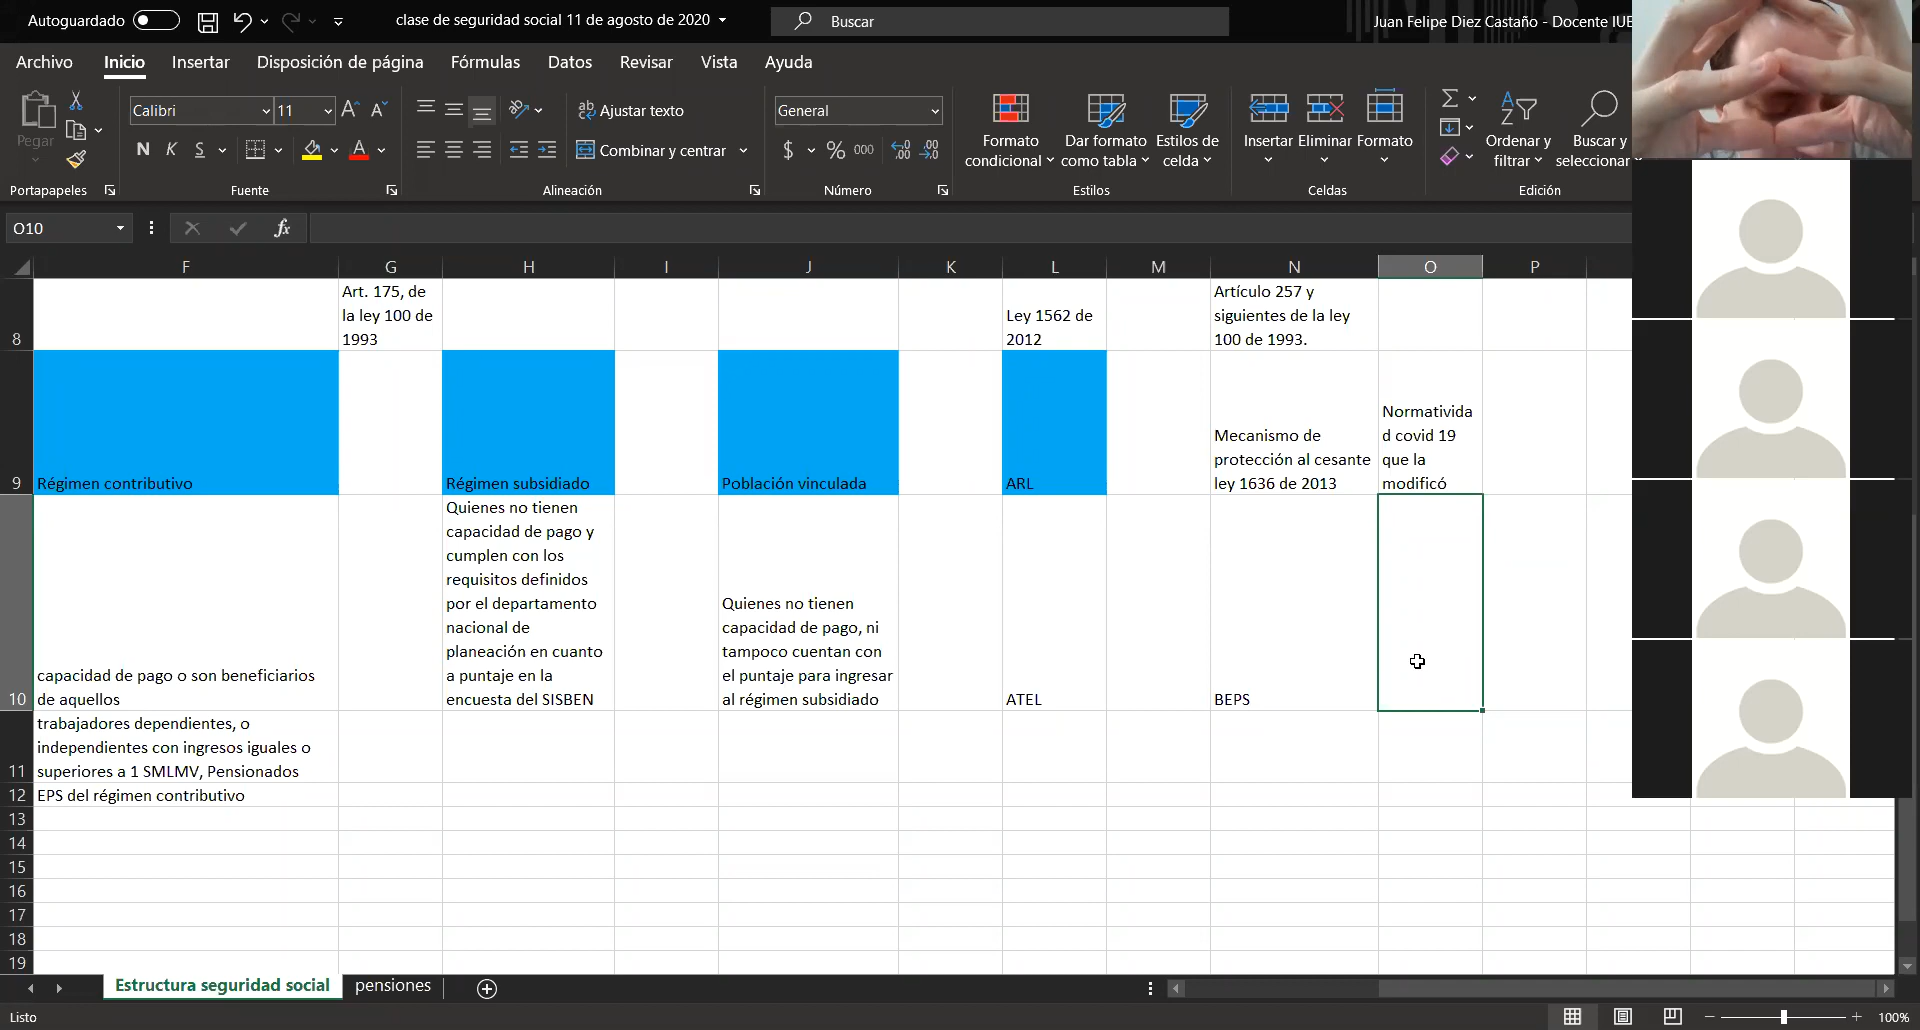 Autoguardado
clase de seguridad social 11 de agosto de 2020
Buscar
Juan Felipe Diez Castaño - Docente IUE
Archivo
Inicio
Insertar
Disposición de página
Fórmulas
Datos
Revisar
Vista
Ayuda
Pegar
Portapapeles
Calibri
11
N K S
A
Fuente
Ajustar texto
Combinar y centrar
Alineación
General
$ % 000
Número
Formato
condicional
Dar formato
como tabla
Estilos de
celda
Estilos
Insertar
Eliminar
Formato
Celdas
Ordenar y
filtrar
Buscar y
seleccionar
Edición
O10
fx
F G H I J K L M N O P
8
Art. 175, de
la ley 100 de
1993
Ley 1562 de
2012
Artículo 257 y
siguientes de la ley
100 de 1993.
9
Régimen contributivo
Régimen subsidiado
Población vinculada
ARL
Mecanismo de
protección al cesante
ley 1636 de 2013
Normativida
d covid 19
que la
modificó
10
capacidad de pago o son beneficiarios
de aquellos
Quienes no tienen
capacidad de pago y
cumplen con los
requisitos definidos
por el departamento
nacional de
planeación en cuanto
a puntaje en la
encuesta del SISBEN
Quienes no tienen
capacidad de pago, ni
tampoco cuentan con
el puntaje para ingresar
al régimen subsidiado
ATEL
BEPS
11
trabajadores dependientes, o
independientes con ingresos iguales o
superiores a 1 SMLMV, Pensionados
12
EPS del régimen contributivo
13
14
15
16
17
18
19
Estructura seguridad social
pensiones
Listo
100%